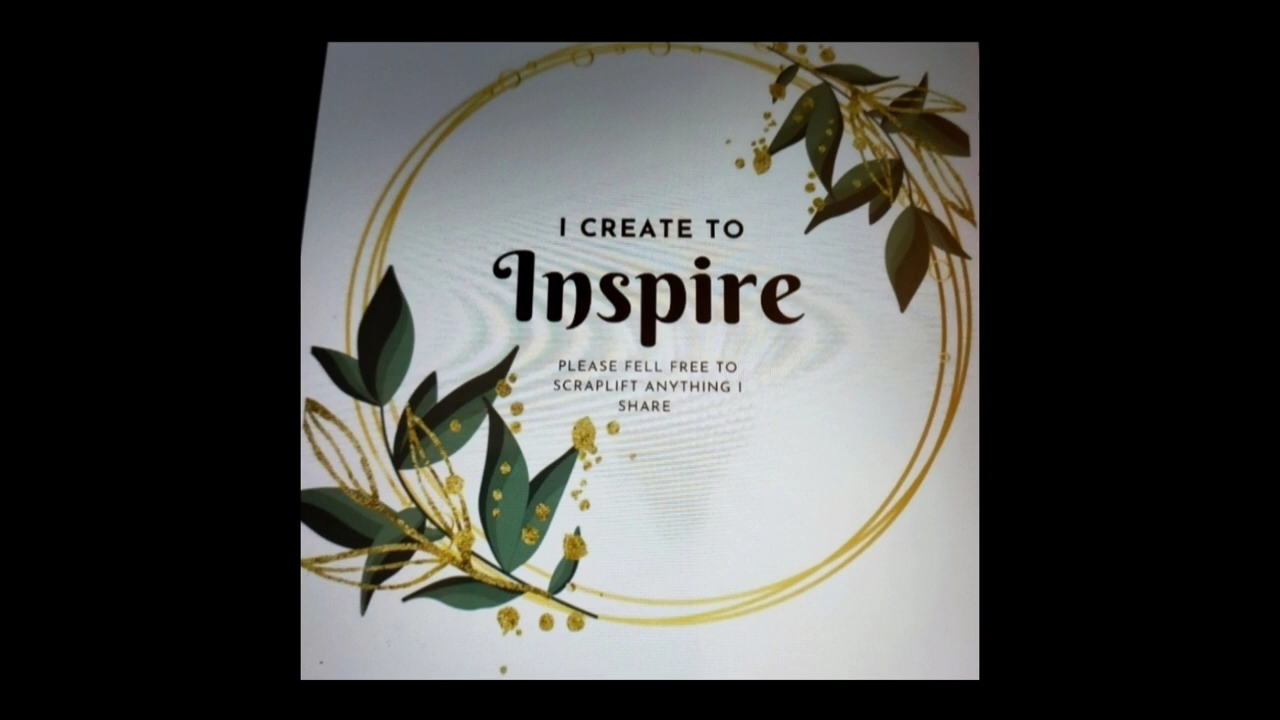 I CREATE TO
Inspire
PLEASE FELL FREE TO
SCRAPLIFT ANYTHING I
SHARE